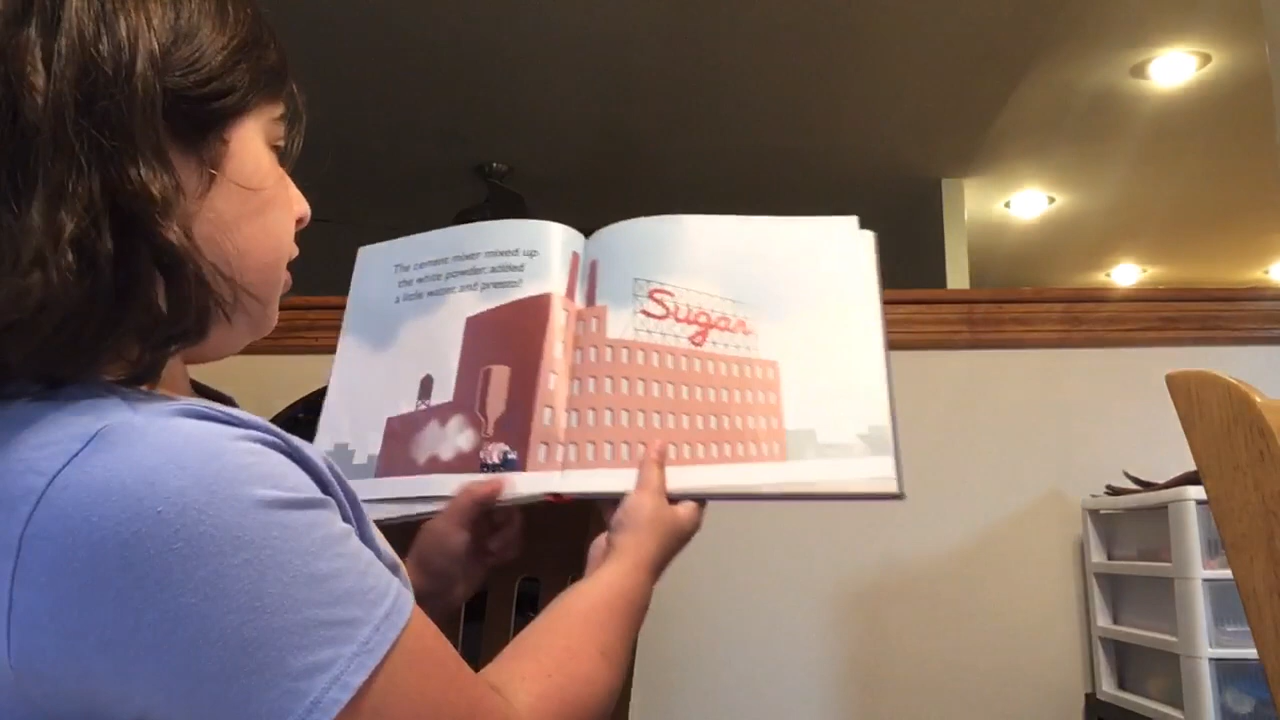 The cement mixer mixed up
the white powder, added
a little water, and presto!
Sugar